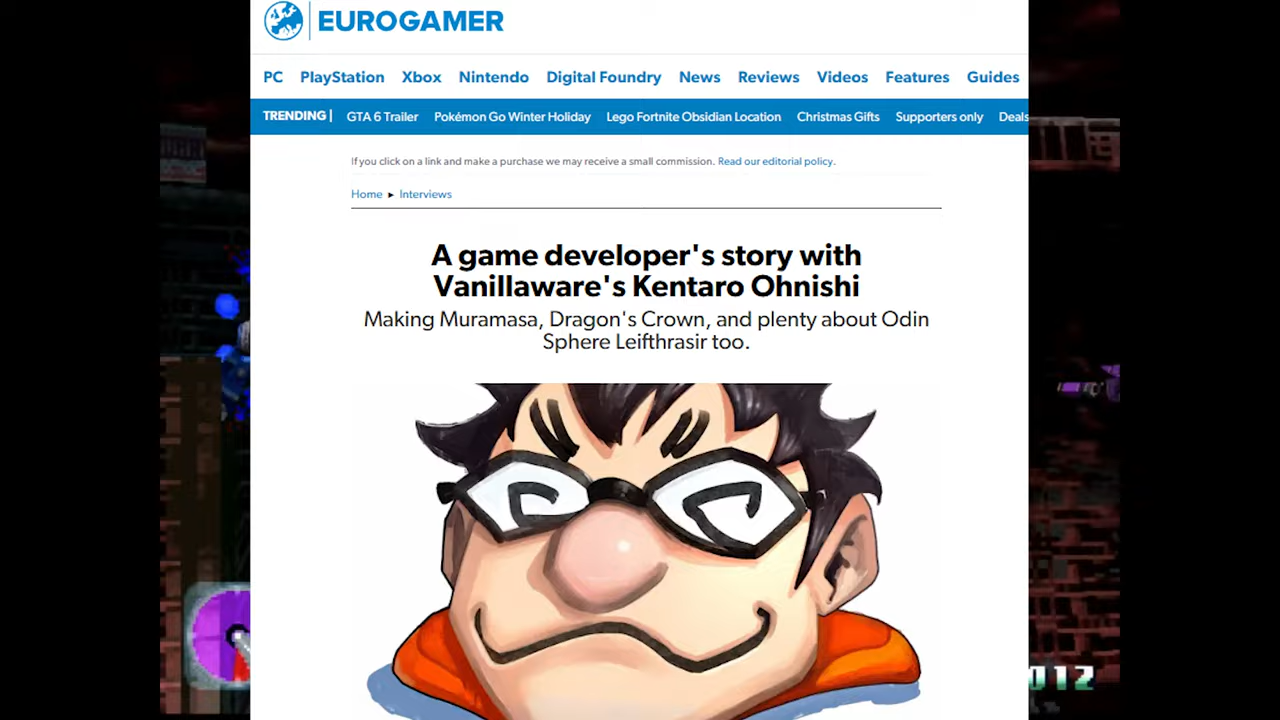 EUROGAMER
PC PlayStation Xbox Nintendo Digital Foundry News Reviews Videos Features Guides
TRENDING | GTA 6 Trailer Pokémon Go Winter Holiday Lego Fortnite Obsidian Location Christmas Gifts Supporters only Deals
If you click on a link and make a purchase we may receive a small commission. Read our editorial policy.
Home ▸ Interviews
A game developer's story with
Vanillaware's Kentaro Ohnishi
Making Muramasa, Dragon's Crown, and plenty about Odin
Sphere Leifthrasir too.
012